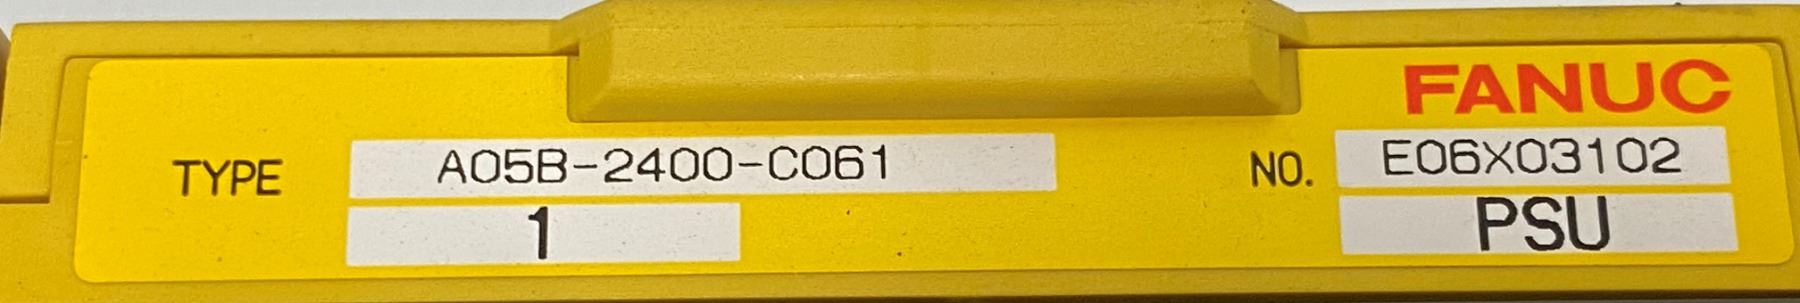 FANUC
TYPE A05B-2400-C061 NO. E06X03102
1 PSU